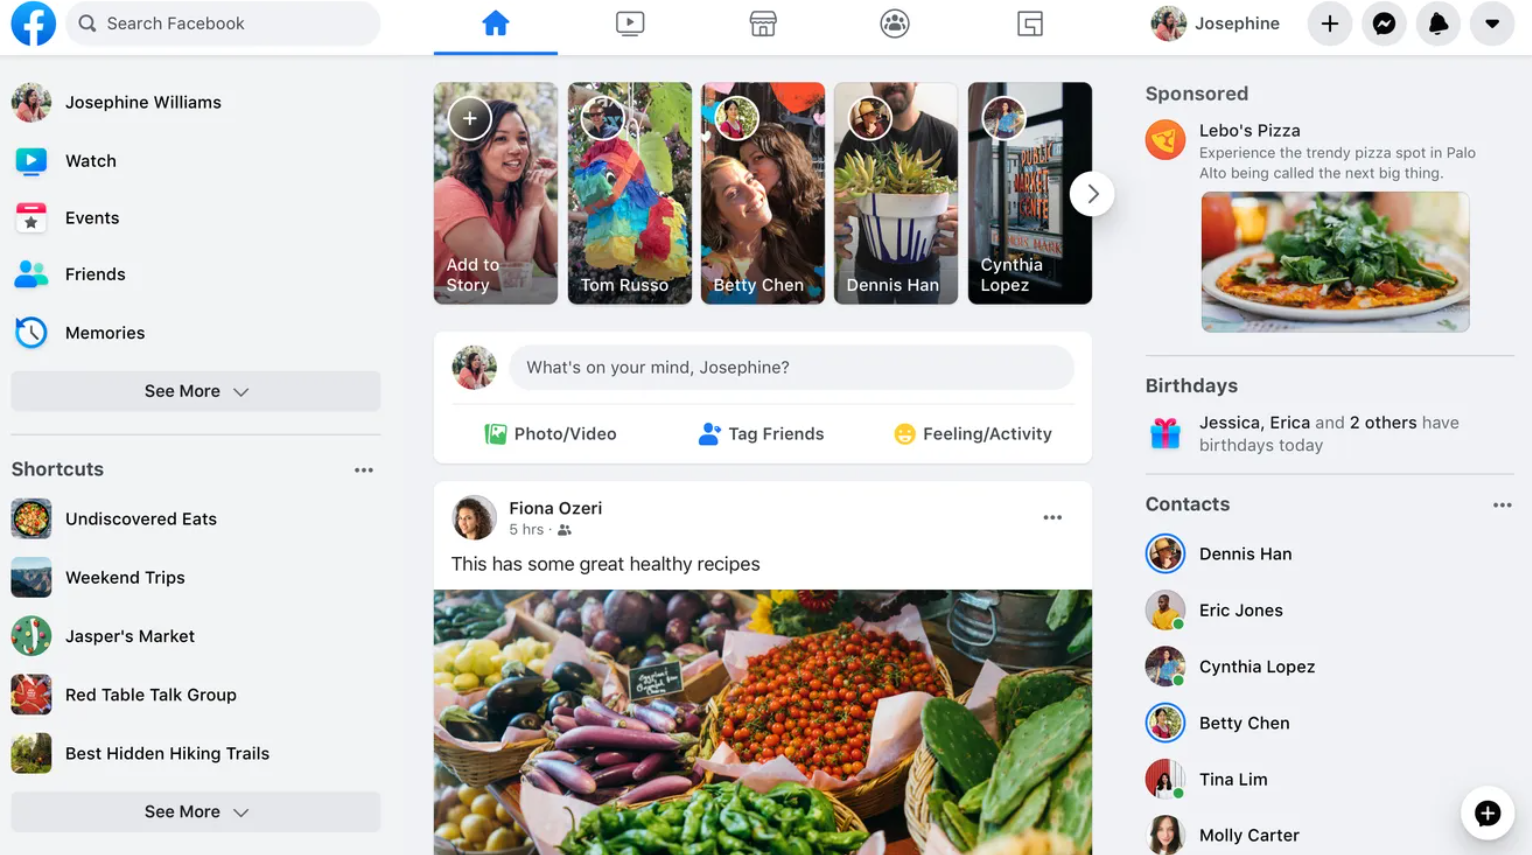 Search Facebook
Josephine
Josephine Williams
Watch
Events
Friends
Memories
See More
Shortcuts
Undiscovered Eats
Weekend Trips
Jasper's Market
Red Table Talk Group
Best Hidden Hiking Trails
See More
Add to
Story
Tom Russo
Betty Chen
Dennis Han
PUBLIC
MARKET
CENTE
Cynthia
Lopez
What's on your mind, Josephine?
Photo/Video
Tag Friends
Feeling/Activity
Fiona Ozeri
5 hrs ·
This has some great healthy recipes
Sponsored
Lebo's Pizza
Experience the trendy pizza spot in Palo
Alto being called the next big thing.
Birthdays
Jessica, Erica and 2 others have
birthdays today
Contacts
Dennis Han
Eric Jones
Cynthia Lopez
Betty Chen
Tina Lim
Molly Carter